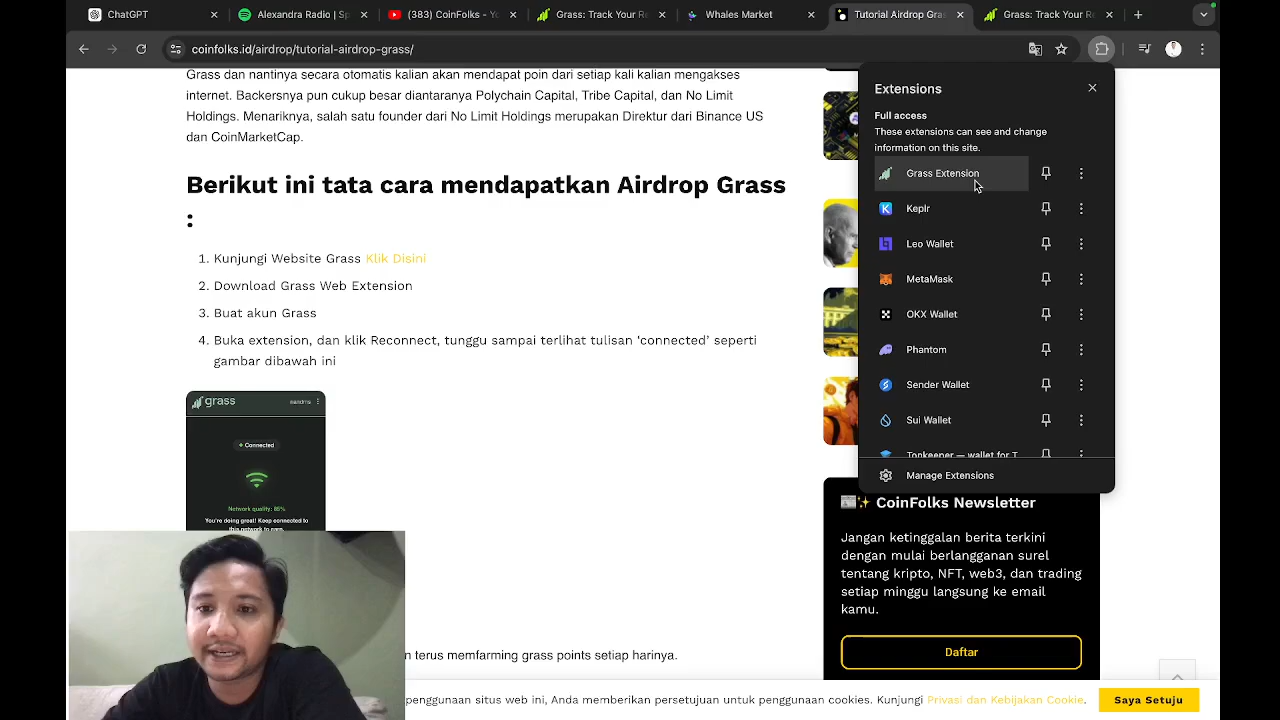 ChatGPT
Alexandra Radio | Sp
(383) CoinFolks - Yo
Grass: Track Your Re
Whales Market
Tutorial Airdrop Gras
Grass: Track Your Re
coinfolks.id/airdrop/tutorial-airdrop-grass/
Grass dan nantinya secara otomatis kalian akan mendapat poin dari setiap kali kalian mengakses
internet. Backersnya pun cukup besar diantaranya Polychain Capital, Tribe Capital, dan No Limit
Holdings. Menariknya, salah satu founder dari No Limit Holdings merupakan Direktur dari Binance US
dan CoinMarketCap.
Berikut ini tata cara mendapatkan Airdrop Grass
:
1. Kunjungi Website Grass Klik Disini
2. Download Grass Web Extension
3. Buat akun Grass
4. Buka extension, dan klik Reconnect, tunggu sampai terlihat tulisan ‘connected’ seperti
gambar dibawah ini
grass
Connected
Network quality: 85%
You're doing great! Keep connected to
this network to earn.
n terus memfarming grass points setiap harinya.
Extensions
Full access
These extensions can see and change
information on this site.
Grass Extension
Keplr
Leo Wallet
MetaMask
OKX Wallet
Phantom
Sender Wallet
Sui Wallet
Tonkeeper — wallet for T
Manage Extensions
CoinFolks Newsletter
Jangan ketinggalan berita terkini
dengan mulai berlangganan surel
tentang kripto, NFT, web3, dan trading
setiap minggu langsung ke email
kamu.
Daftar
penggunaan situs web ini, Anda memberikan persetujuan untuk penggunaan cookies. Kunjungi Privasi dan Kebijakan Cookie.
Saya Setuju